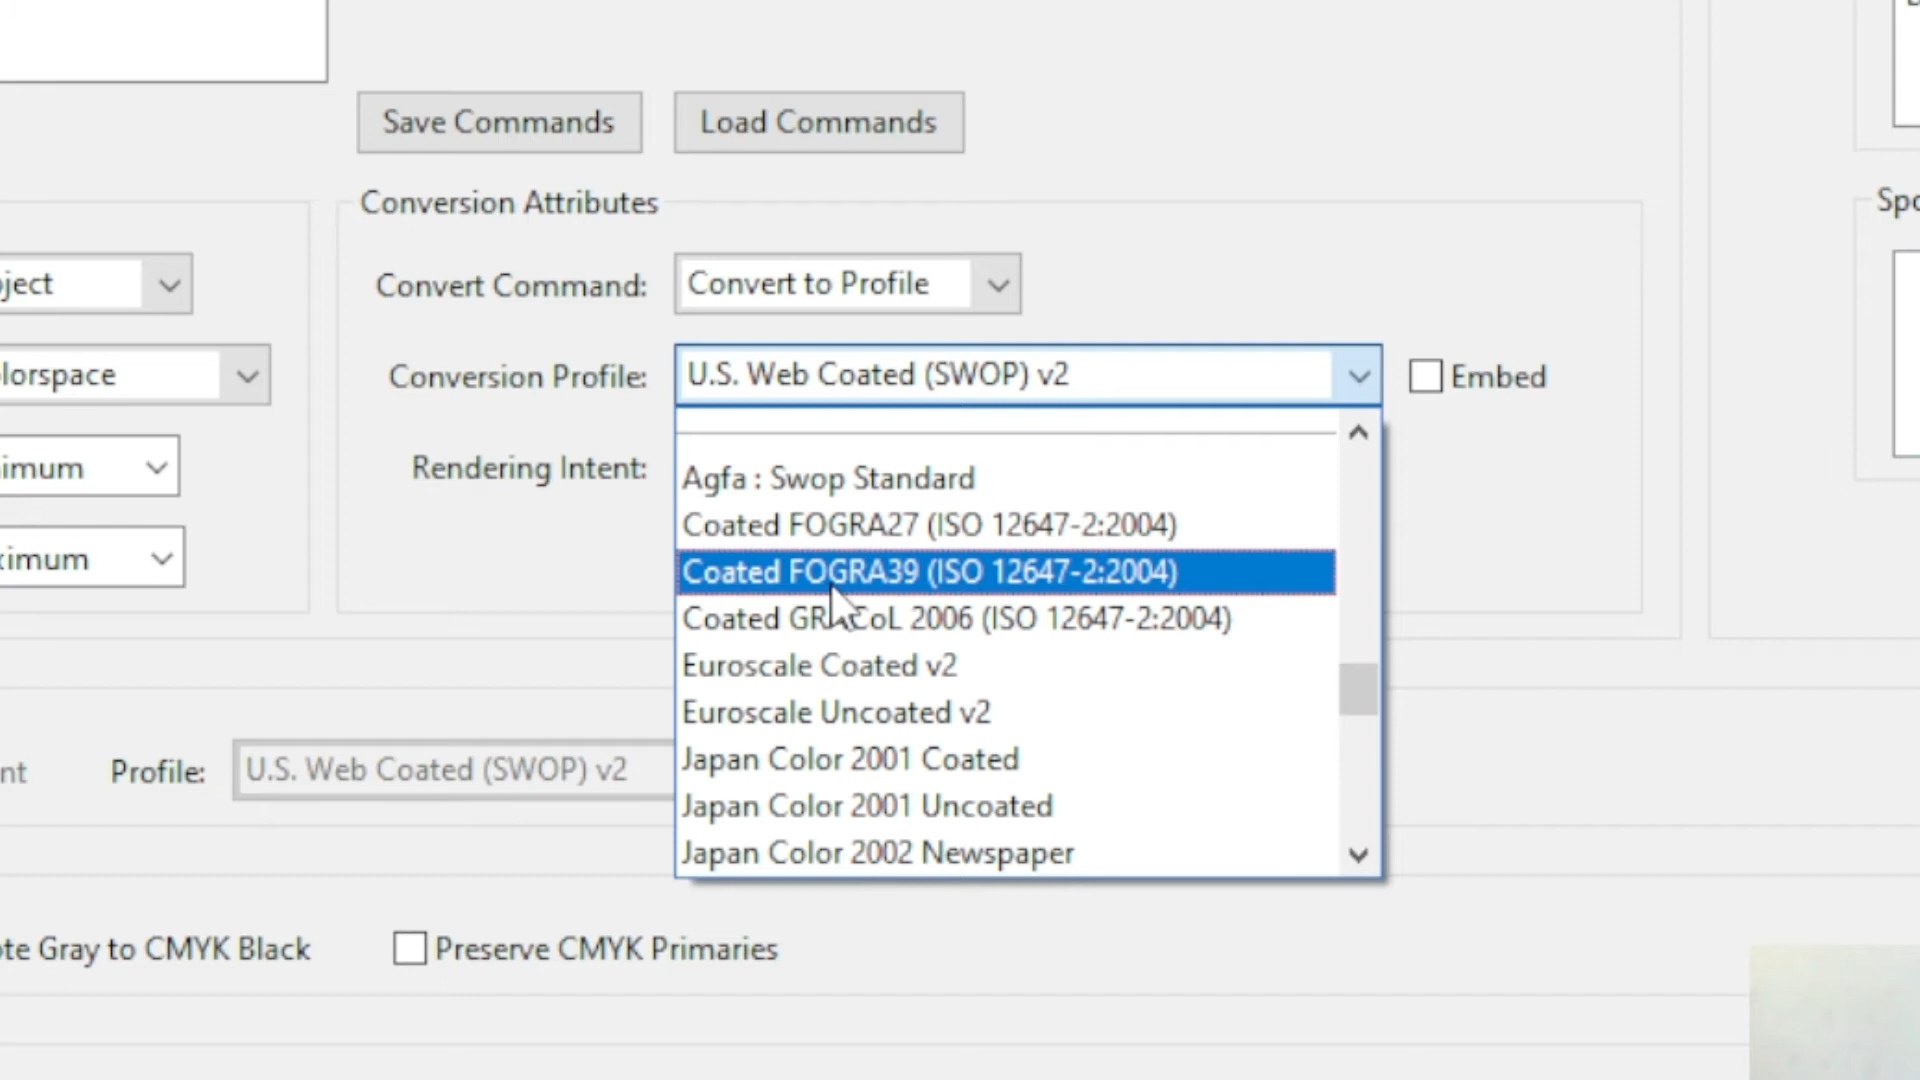 Save Commands
Load Commands
Conversion Attributes
Convert Command:
Convert to Profile
Conversion Profile:
U.S. Web Coated (SWOP) v2
Embed
Rendering Intent:
Agfa : Swop Standard
Coated FOGRA27 (ISO 12647-2:2004)
Coated FOGRA39 (ISO 12647-2:2004)
Coated GRACoL 2006 (ISO 12647-2:2004)
Euroscale Coated v2
Euroscale Uncoated v2
Japan Color 2001 Coated
Japan Color 2001 Uncoated
Japan Color 2002 Newspaper
ject
lorspace
imum
ximum
Spo
nt
Profile:
U.S. Web Coated (SWOP) v2
ote Gray to CMYK Black
Preserve CMYK Primaries